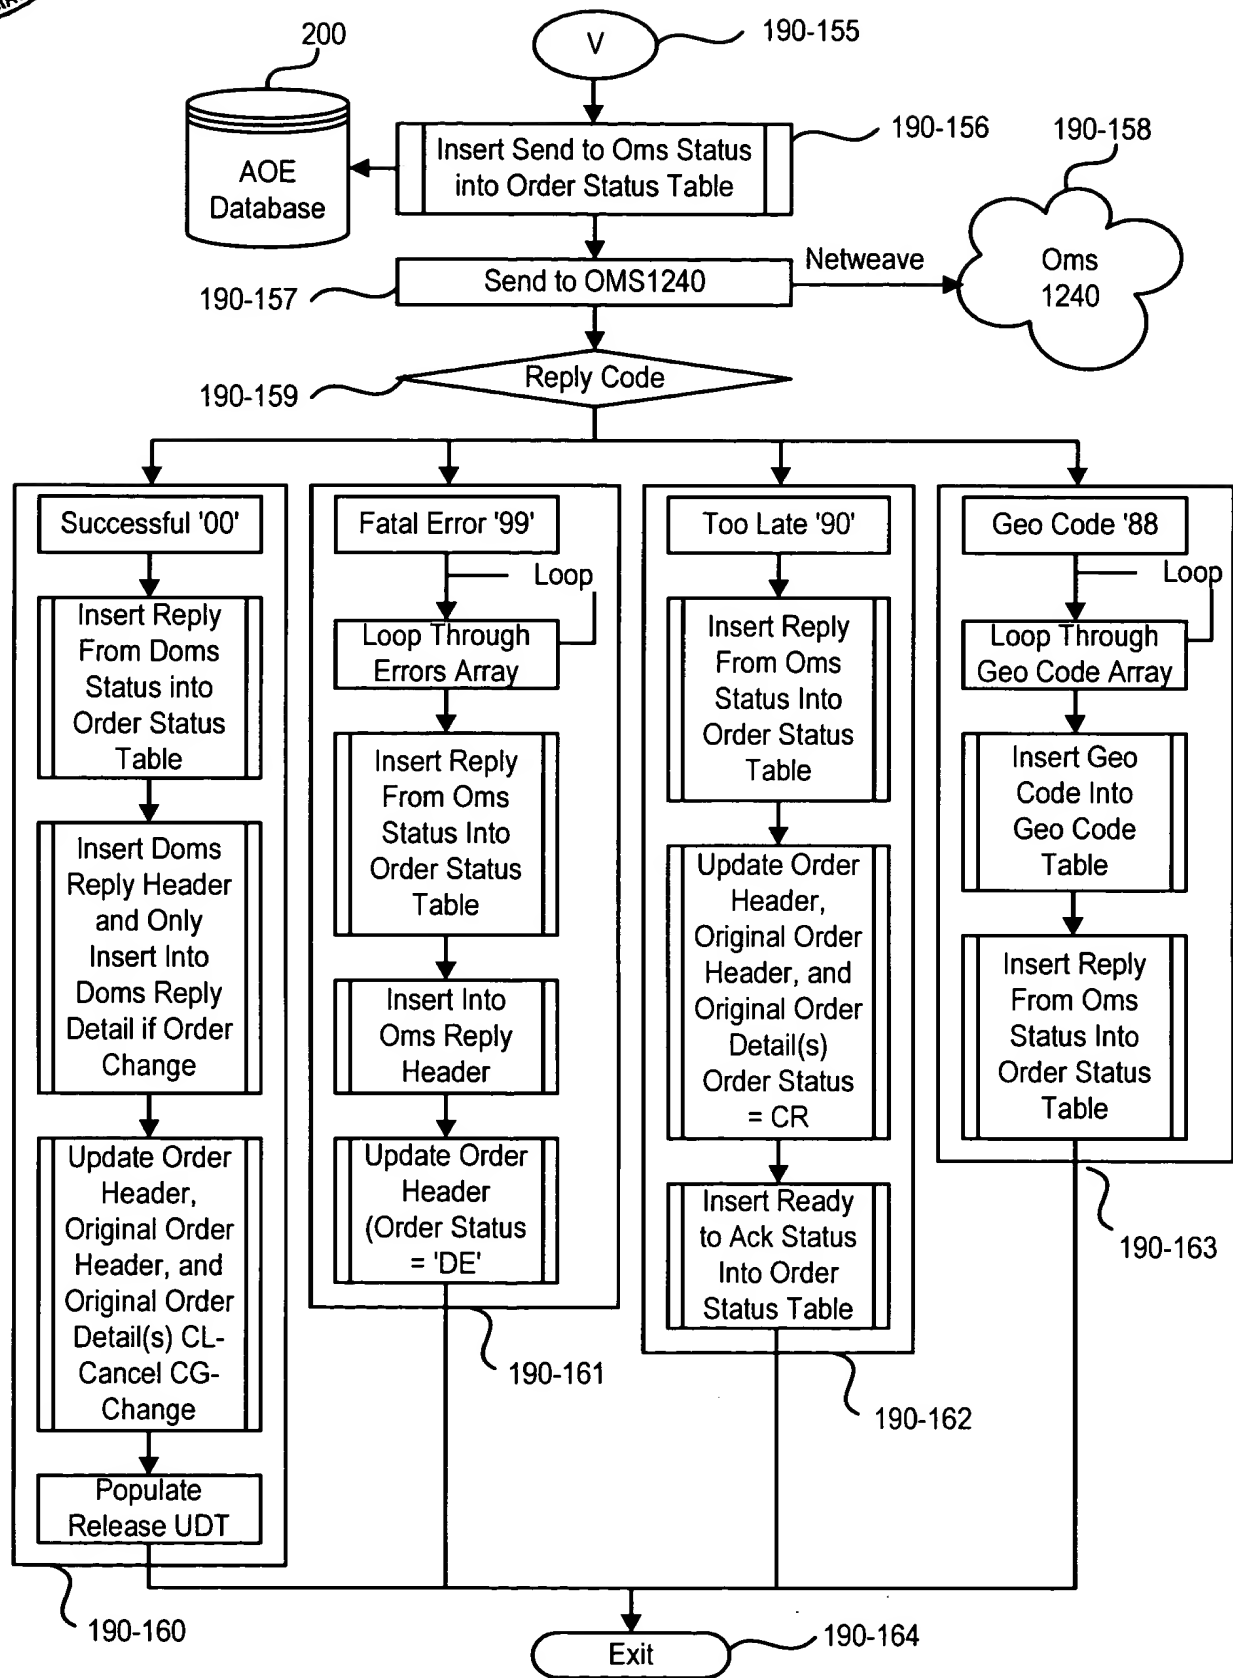 200
V
190-155
AOE
Database
Insert Send to Oms Status
into Order Status Table
190-156
190-158
190-157
Send to OMS1240
Netweave
Oms
1240
190-159
Reply Code
Successful '00'
Insert Reply
From Doms
Status into
Order Status
Table
Insert Doms
Reply Header
and Only
Insert Into
Doms Reply
Detail if Order
Change
Update Order
Header,
Original Order
Header, and
Original Order
Detail(s) CL-
Cancel CG-
Change
Populate
Release UDT
190-160
Fatal Error '99'
Loop
Loop Through
Errors Array
Insert Reply
From Oms
Status Into
Order Status
Table
Insert Into
Oms Reply
Header
Update Order
Header
(Order Status
= 'DE'
190-161
Too Late '90'
Insert Reply
From Oms
Status Into
Order Status
Table
Update Order
Header,
Original Order
Header, and
Original Order
Detail(s)
Order Status
= CR
Insert Ready
to Ack Status
Into Order
Status Table
190-162
Geo Code '88'
Loop
Loop Through
Geo Code Array
Insert Geo
Code Into
Geo Code
Table
Insert Reply
From Oms
Status Into
Order Status
Table
190-163
Exit
190-164